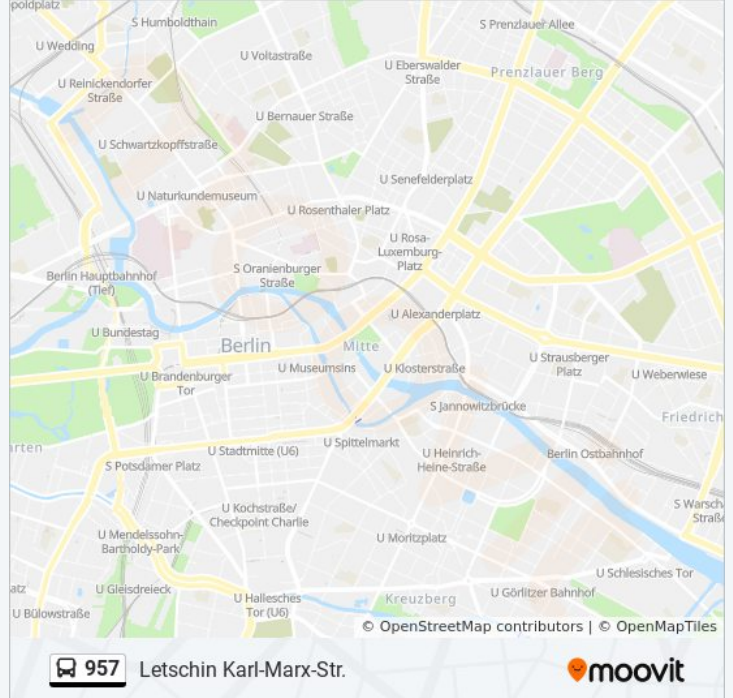 poldplatz
S Humboldthain
S Prenzlauer Allee
U Wedding
U Voltastraße
U Eberswalder
Straße
Prenzlauer Berg
U Reinickendorfer
Straße
U Bernauer Straße
U Schwartzkopffstraße
U Senefelderplatz
U Naturkundemuseum
U Rosenthaler Platz
U Rosa-
Luxemburg-
Platz
S Oranienburger
Straße
Berlin Hauptbahnhof
(Tief)
U Alexanderplatz
U Bundestag
Berlin
Mitte
U Strausberger
Platz
U Museumsins
U Klosterstraße
U Weberwiese
U Brandenburger
Tor
S Jannowitzbrücke
Friedrich
rten
U Stadtmitte (U6)
U Spittelmarkt
U Heinrich-
Heine-Straße
Berlin Ostbahnhof
S Potsdamer Platz
S Warsch
Straße
U Kochstraße/
Checkpoint Charlie
U Mendelssohn-
Bartholdy-Park
U Moritzplatz
U Schlesisches Tor
atz
U Gleisdreieck
U Hallesches
Tor (U6)
Kreuzberg
U Görlitzer Bahnhof
U Bülowstraße
© OpenStreetMap contributors | © OpenMapTiles
957 Letschin Karl-Marx-Str.
moovit